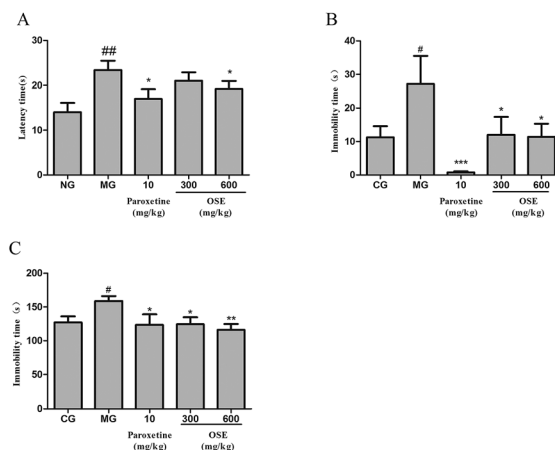 A
Latency time(s)
30
20
10
0
##
*
*
NG MG 10 300 600
Paroxetine OSE
(mg/kg) (mg/kg)
B
Immobility time (s)
40
30
20
10
0
#
***
*
*
CG MG 10 300 600
Paroxetine OSE
(mg/kg) (mg/kg)
C
Immobility time (s)
200
150
100
50
0
#
*
*
**
CG MG 10 300 600
Paroxetine OSE
(mg/kg) (mg/kg)